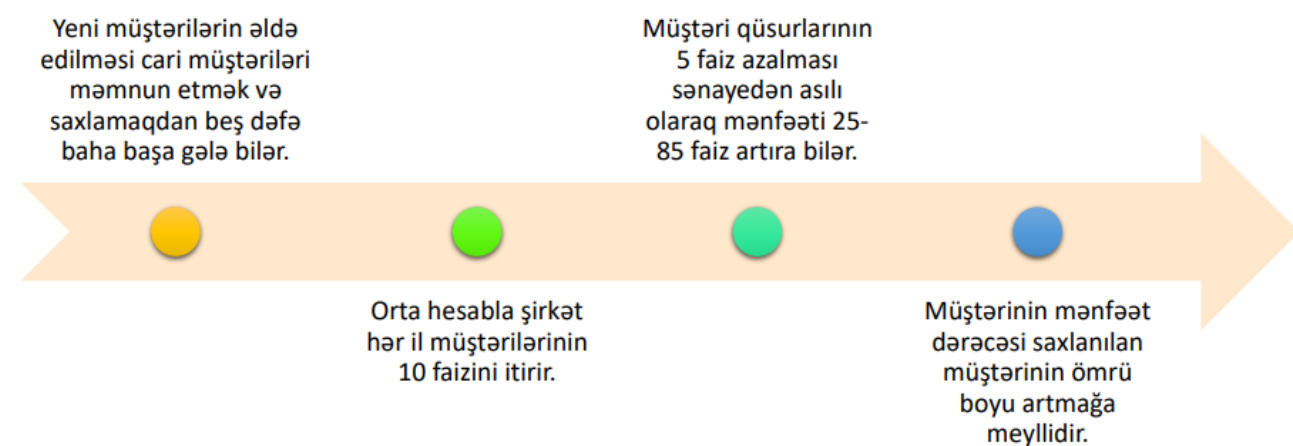 Yeni müştərilərin əldə
edilməsi cari müştəriləri
məmnun etmək və
saxlamaqdan beş dəfə
baha başa gələ bilər.
Orta hesabla şirkət
hər il müştərilərinin
10 faizini itirir.
Müştəri qüsurlarının
5 faiz azalması
sənayedən asılı
olaraq mənfəəti 25-
85 faiz artıra bilər.
Müştərinin mənfəət
dərəcəsi saxlanılan
müştərinin ömrü
boyu artmağa
meyllidir.